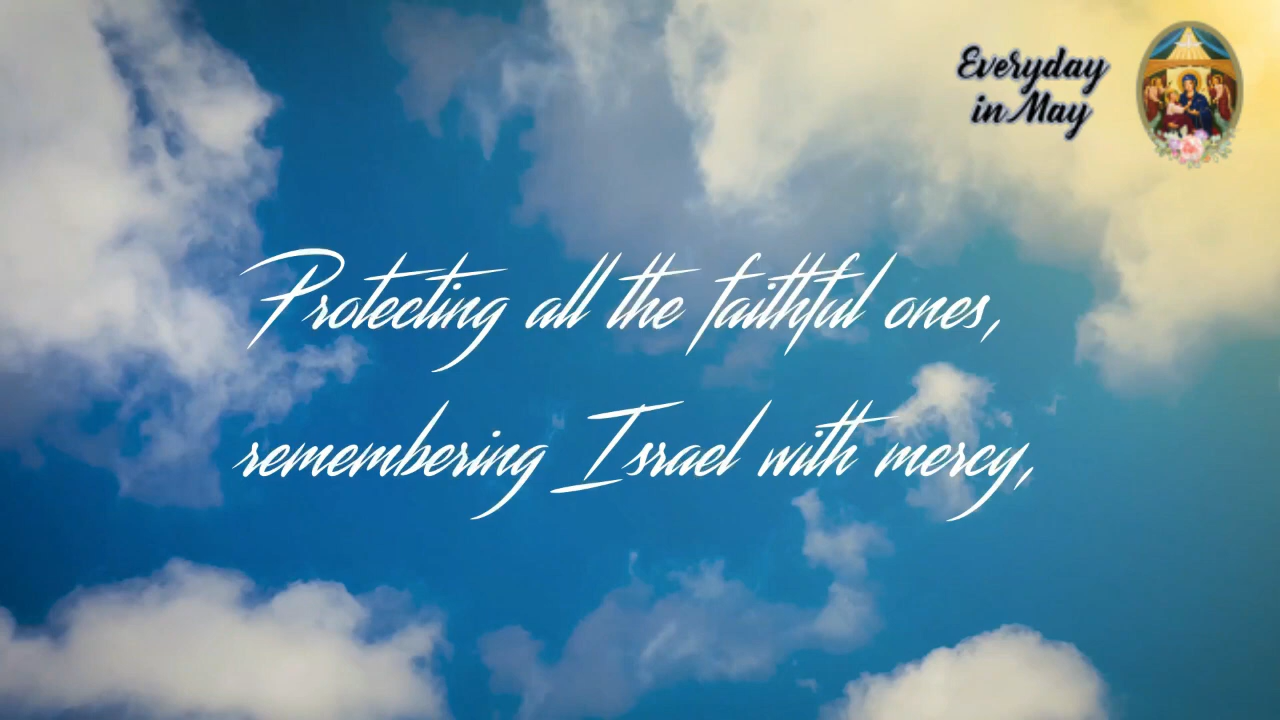 Everyday
in May
Protecting all the faithful ones,
remembering Israel with mercy,